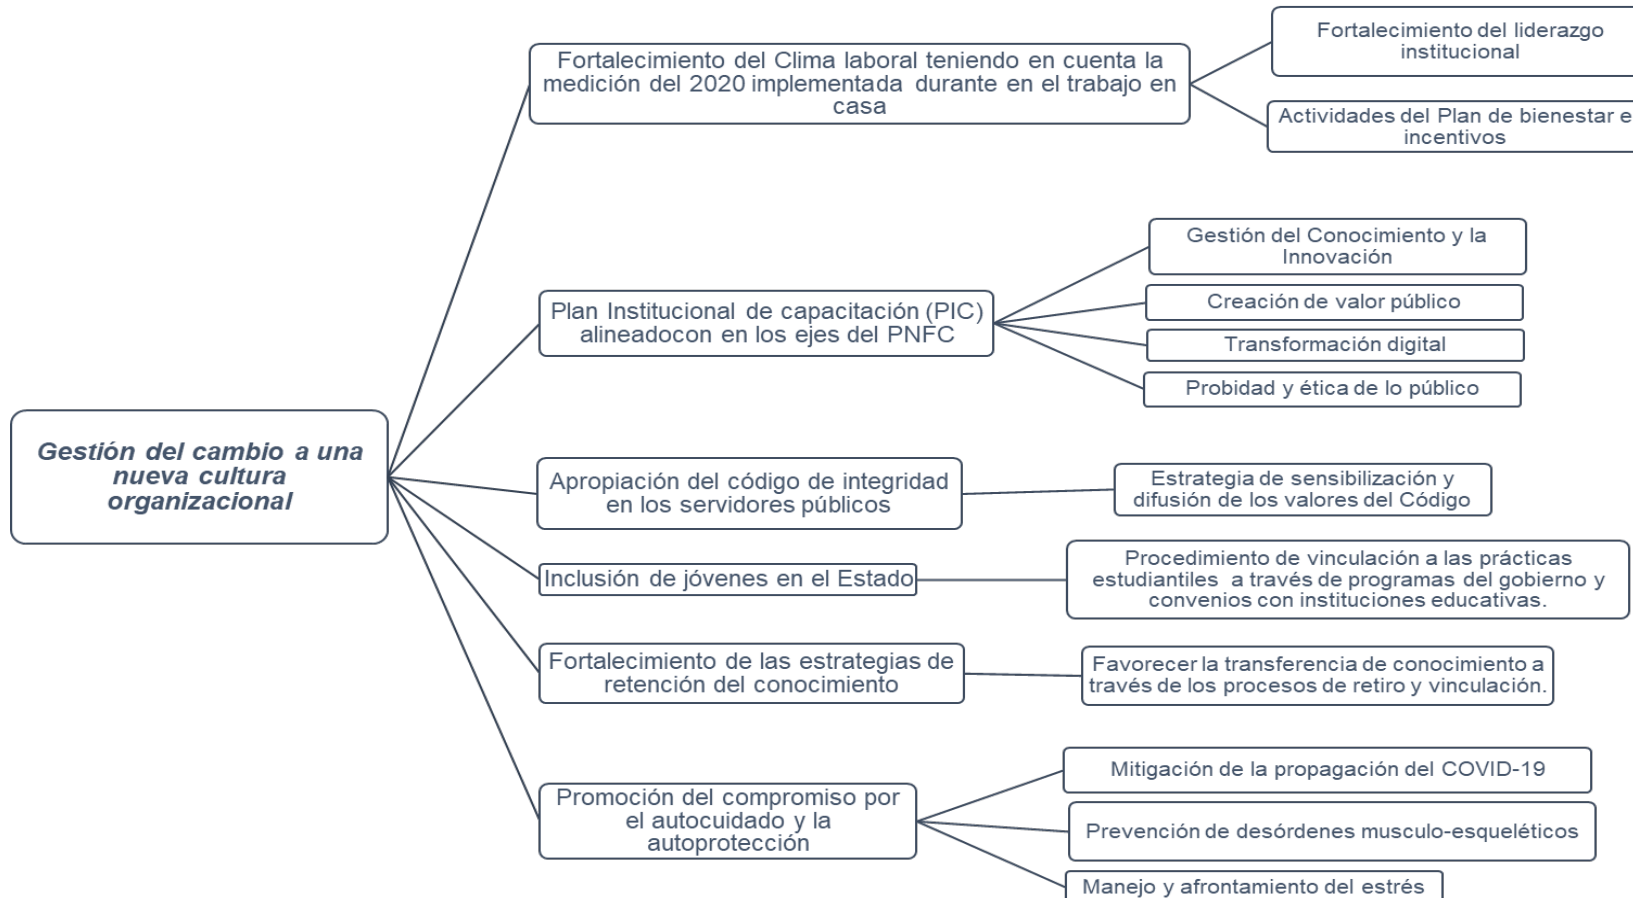 Gestión del cambio a una
nueva cultura
organizacional
Fortalecimiento del Clima laboral teniendo en cuenta la
medición del 2020 implementada durante en el trabajo en
casa
Fortalecimiento del liderazgo
institucional
Actividades del Plan de bienestar e
incentivos
Plan Institucional de capacitación (PIC)
alineadocon en los ejes del PNFC
Gestión del Conocimiento y la
Innovación
Creación de valor público
Transformación digital
Probidad y ética de lo público
Apropiación del código de integridad
en los servidores públicos
Estrategia de sensibilización y
difusión de los valores del Código
Inclusión de jóvenes en el Estado
Procedimiento de vinculación a las prácticas
estudiantiles a través de programas del gobierno y
convenios con instituciones educativas.
Fortalecimiento de las estrategias de
retención del conocimiento
Favorecer la transferencia de conocimiento a
través de los procesos de retiro y vinculación.
Promoción del compromiso por
el autocuidado y la
autoprotección
Mitigación de la propagación del COVID-19
Prevención de desórdenes musculo-esqueléticos
Manejo y afrontamiento del estrés